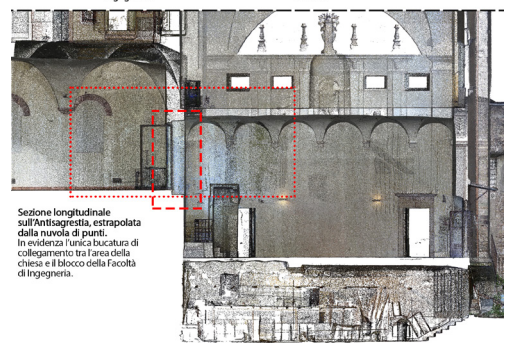 Sezione longitudinale
sull'Antisagrestia, estrapolata
dalla nuvola di punti.
In evidenza l'unica bucatura di
collegamento tra l'area della
chiesa e il blocco della Facoltà
di Ingegneria.